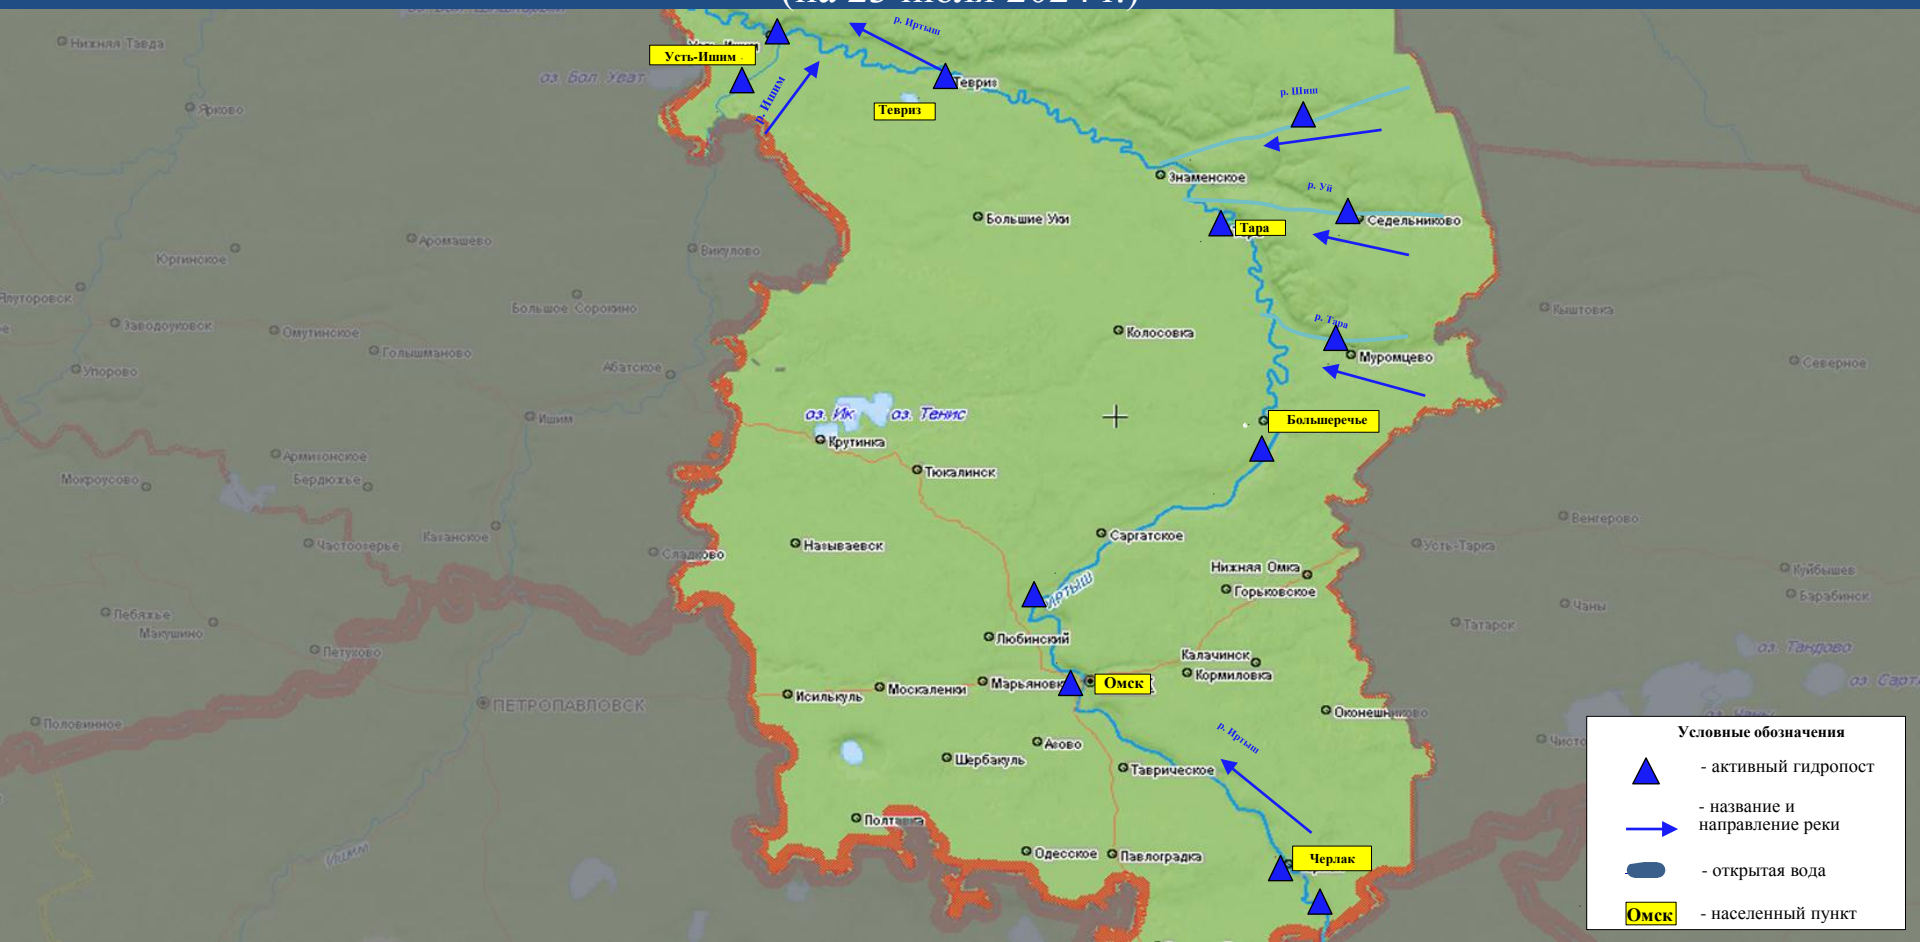 р. Иртыш
Нижняя Тавда
Усть-Ишим
оз. Бол. Уват
Тевриз
Тевриз
р. Ишим
р. Шиш
Ярково
Знаменское
р. Уй
Большие Уки
Седельниково
Тара
Аромашево
Викулово
Юргинское
Ялуторовск
Большое Сорокино
Кыштовка
Заводоуковск
Омутинское
р. Тара
Колосовка
Голышманово
Муромцево
Северное
Упорово
Абатское
оз. Ик
оз. Тенис
Ишим
Большеречье
Крутинка
Армизонское
Тюкалинск
Мокроусово
Бердюжье
Венгерово
Казанское
Саргатское
Частоозерье
Называевск
Сладково
Усть-Тарка
Нижняя Омка
Куйбышев
ИРТЫШ
Горьковское
Барабинск
Чаны
Лебяжье
Макушино
Татарск
Любинский
Петухово
оз. Тандово
Калачинск
Кормиловка
Марьяновк
Омск
Москаленки
Исилькуль
ПЕТРОПАВЛОВСК
Оконешниково
Половинное
р. Иртыш
Азово
Шербакуль
Таврическое
Полтавка
Одесское
Павлоградка
Черлак
Ишим
Условные обозначения
- активный гидропост
- название и
направление реки
- открытая вода
Омск
- населенный пункт